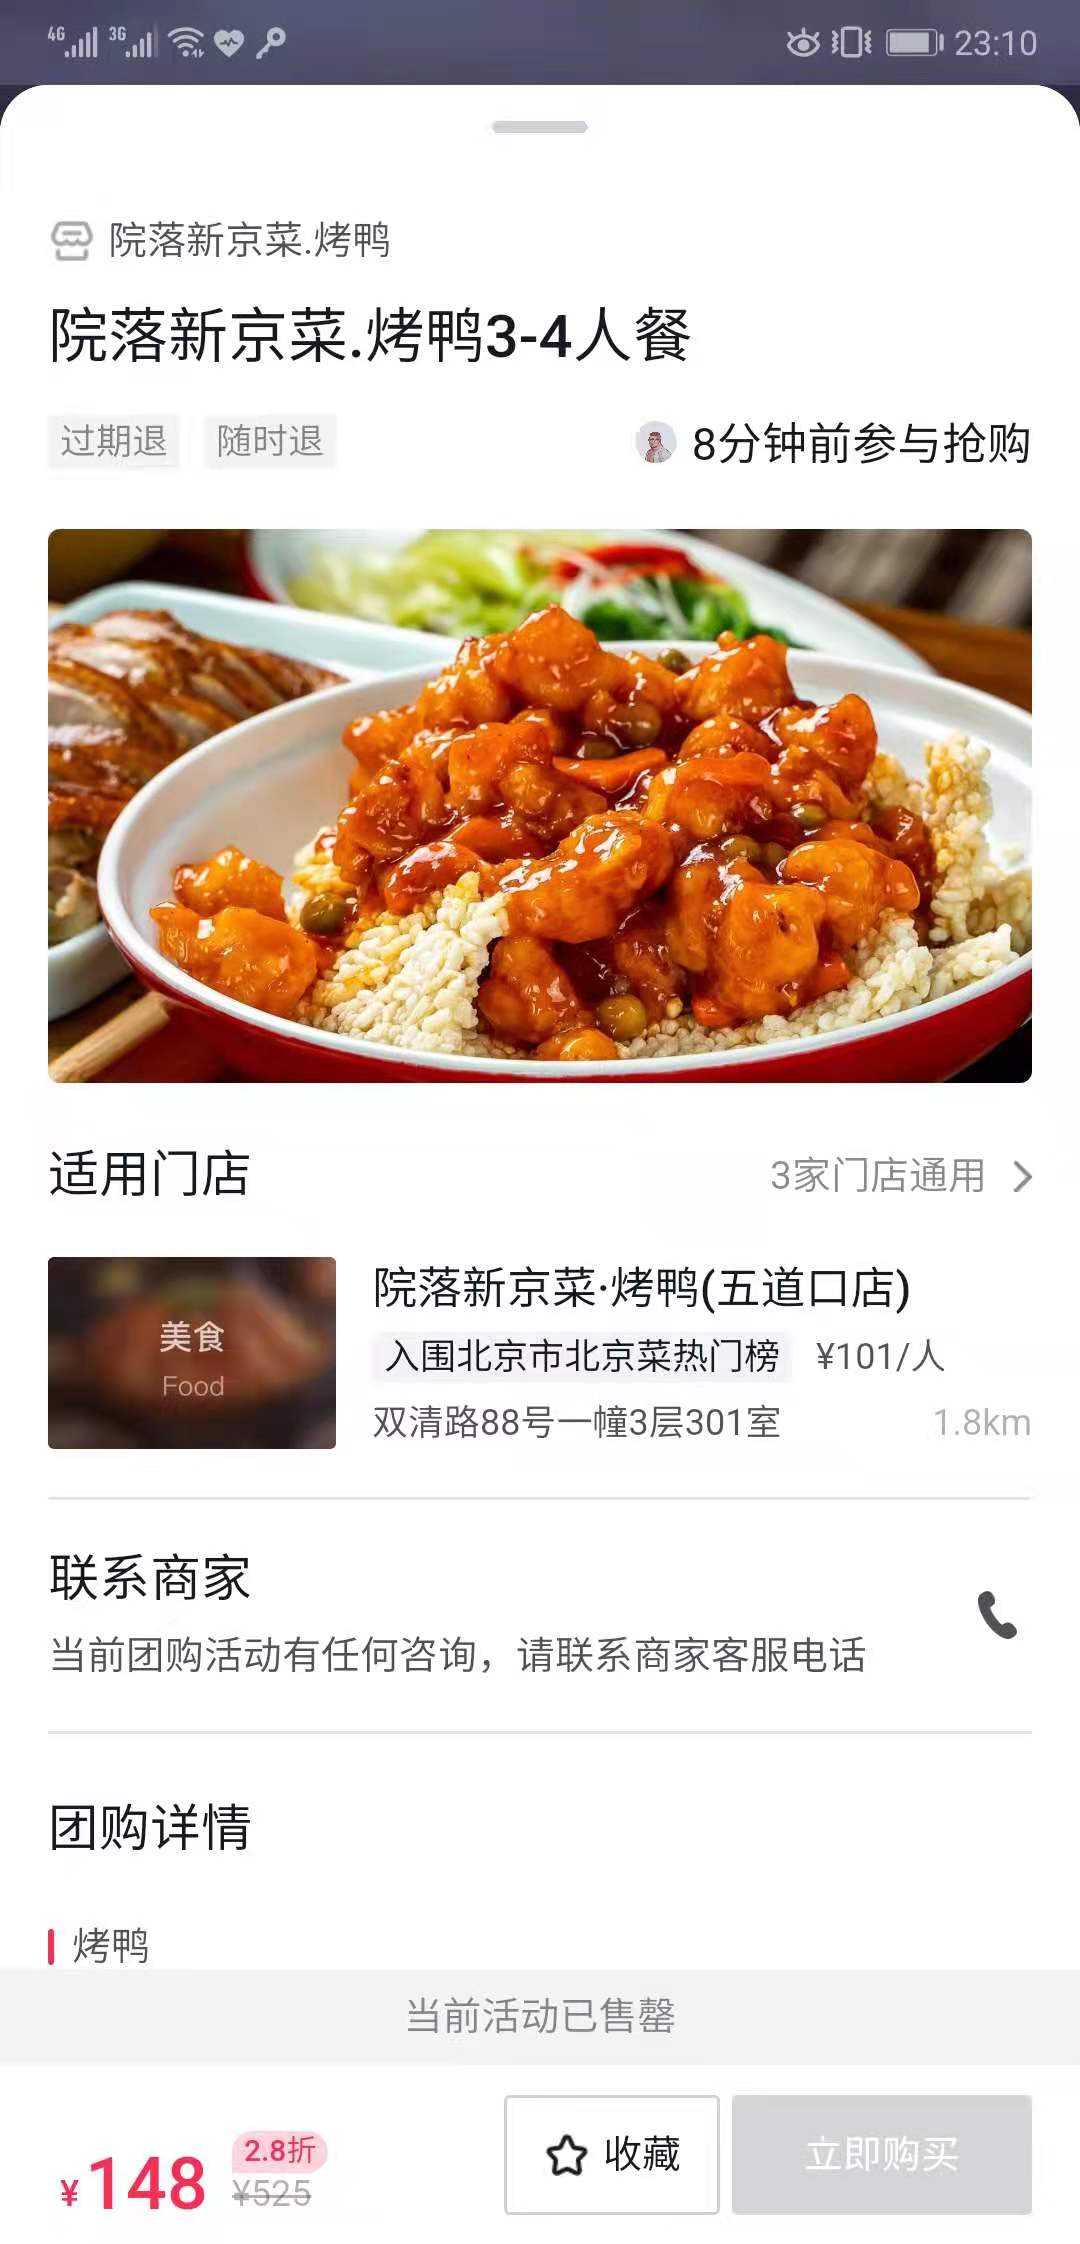 4G 3G 23:10
院落新京菜.烤鸭
院落新京菜.烤鸭3-4人餐
过期退 随时退 8分钟前参与抢购
适用门店 3家门店通用
美食
Food
院落新京菜·烤鸭(五道口店)
入围北京市北京菜热门榜 ¥101/人
双清路88号一幢3层301室 1.8km
联系商家
当前团购活动有任何咨询，请联系商家客服电话
团购详情
烤鸭
当前活动已售罄
¥148 2.8折 ¥525
收藏 立即购买